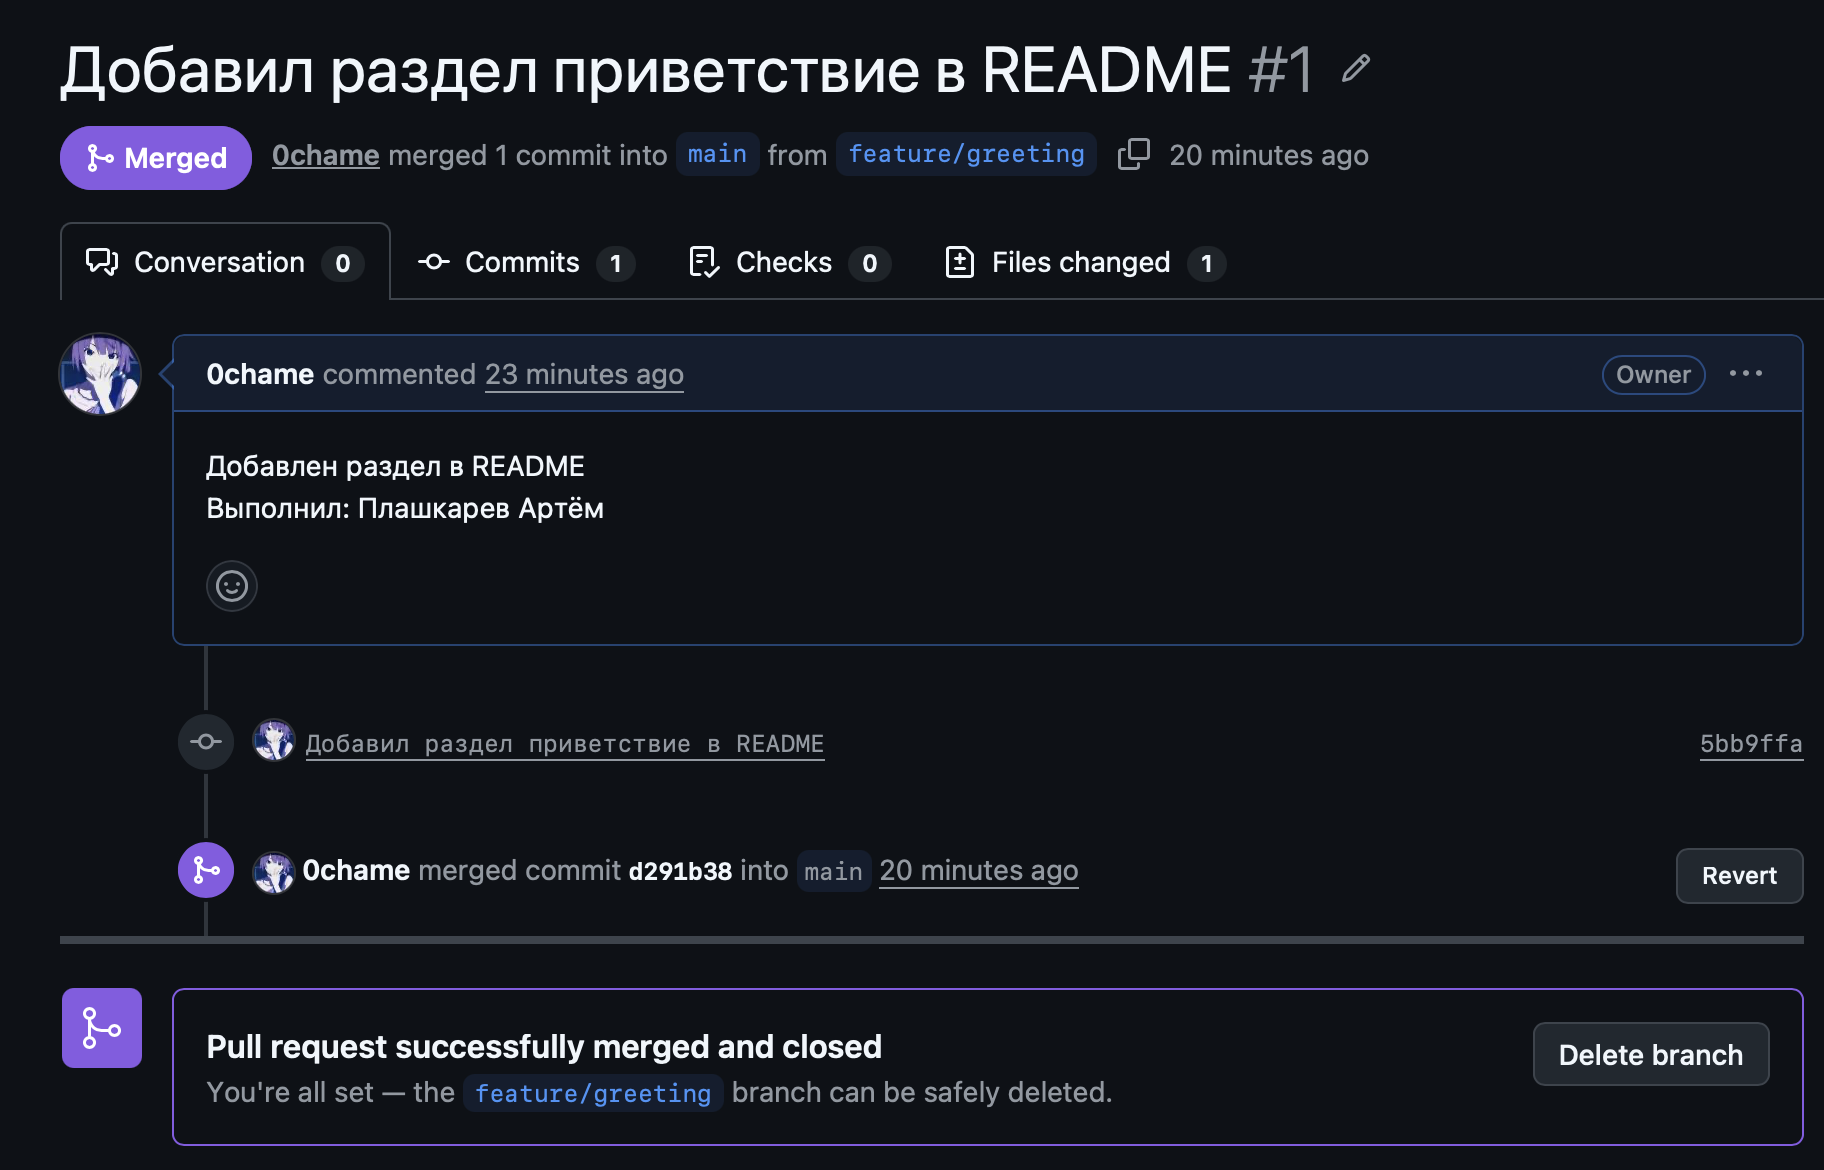 Добавил раздел приветствие в README #1
Merged 0chame merged 1 commit into main from feature/greeting 20 minutes ago
Conversation 0 Commits 1 Checks 0 Files changed 1
0chame commented 23 minutes ago Owner
Добавлен раздел в README
Выполнил: Плашкарев Артём
Добавил раздел приветствие в README 5bb9ffa
0chame merged commit d291b38 into main 20 minutes ago Revert
Pull request successfully merged and closed
Delete branch
You're all set — the feature/greeting branch can be safely deleted.